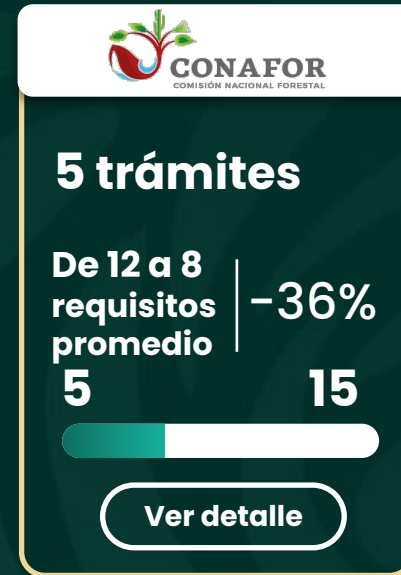 CONAFOR
COMISIÓN NACIONAL FORESTAL
5 trámites
De 12 a 8
requisitos
promedio
-36%
5 15
Ver detalle